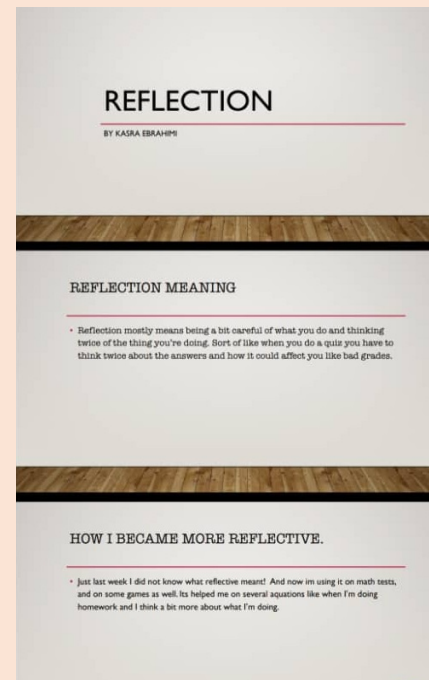 REFLECTION
BY KASRA EBRAHIMI
REFLECTION MEANING
• Reflection mostly means being a bit careful of what you do and thinking
twice of the thing you're doing. Sort of like when you do a quiz you have to
think twice about the answers and how it could affect you like bad grades.
HOW I BECAME MORE REFLECTIVE.
• Just last week I did not know what reflective meant! And now im using it on math tests,
and on some games as well. Its helped me on several aquations like when I'm doing
homework and I think a bit more about what I'm doing.